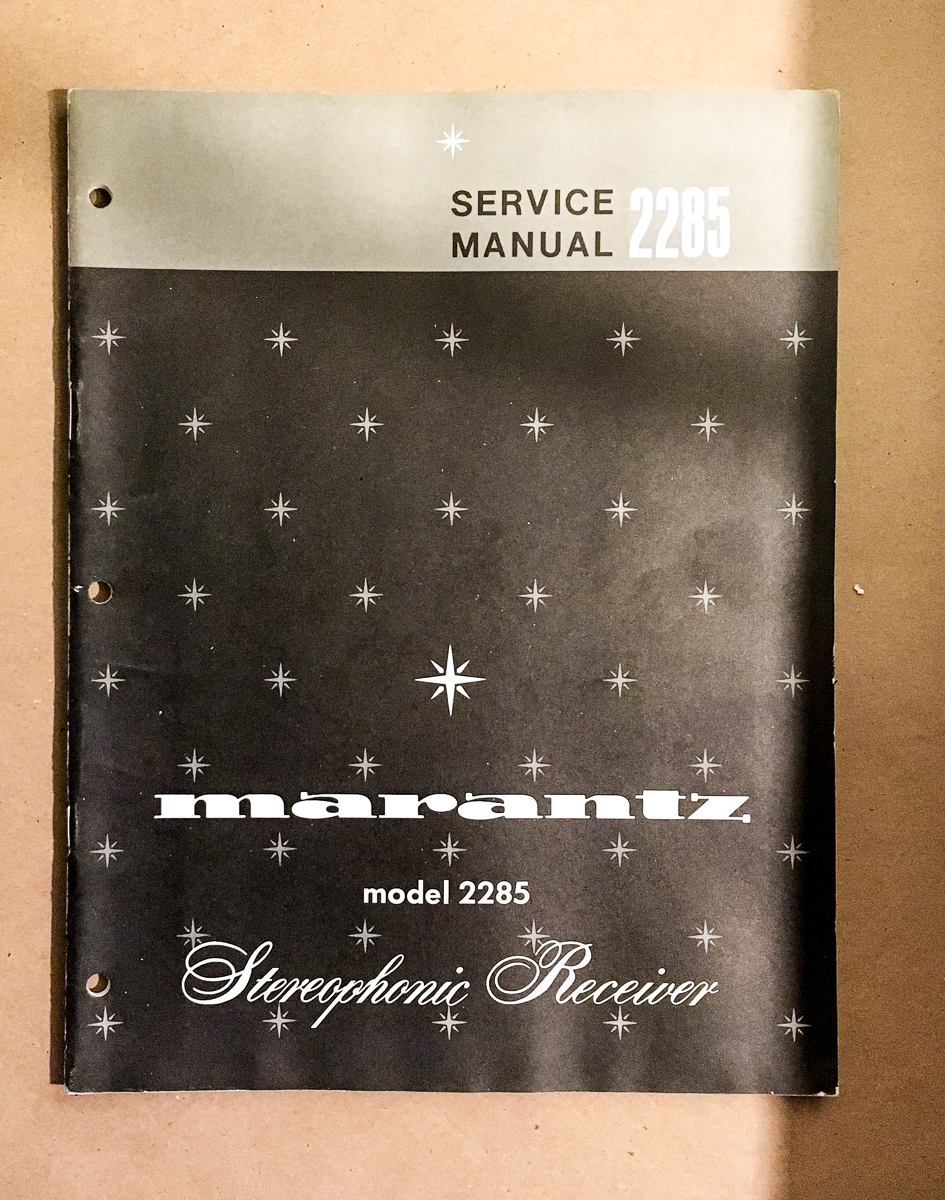 SERVICE
MANUAL 2285
marantz
model 2285
Stereophonic Receiver